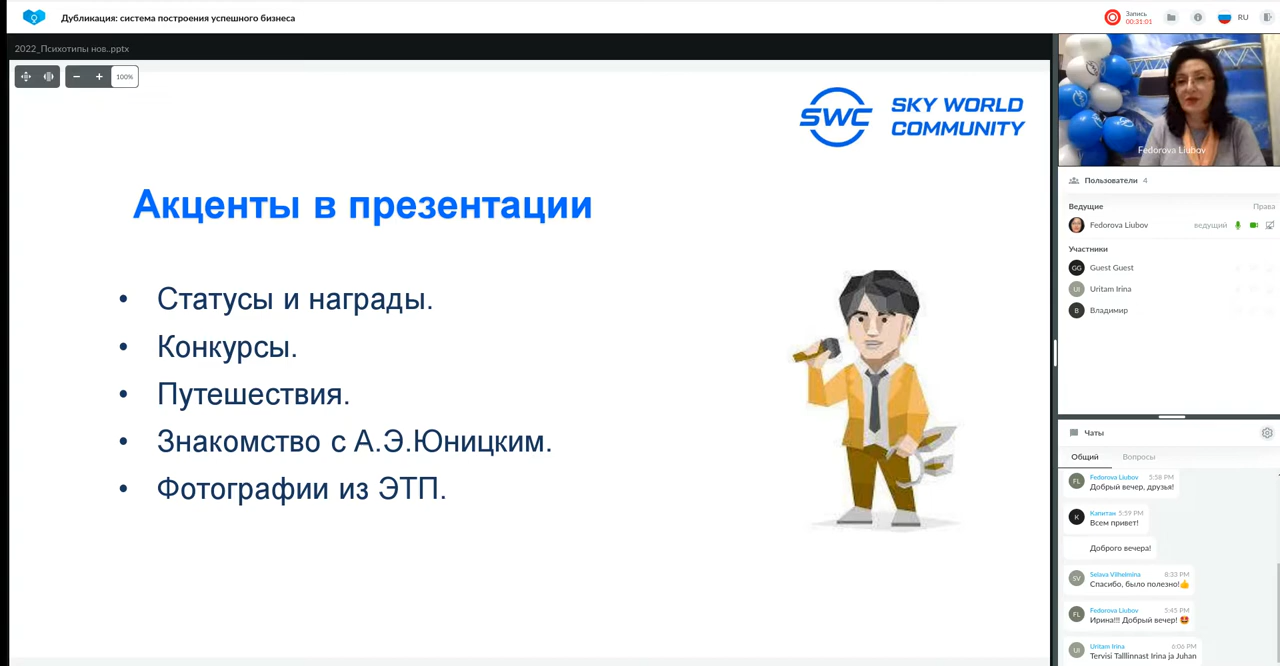 Дубликация: система построения успешного бизнеса
Запись
00:31:01
RU
2022_Психотипы нов..pptx
100%
SWC
SKY WORLD
COMMUNITY
Акценты в презентации
• Статусы и награды.
• Конкурсы.
• Путешествия.
• Знакомство с А.Э.Юницким.
• Фотографии из ЭТП.
Fedorova Liubov
Пользователи 4
Ведущие Права
Fedorova Liubov ведущий
Участники
GG Guest Guest
UI Uritam Irina
В Владимир
Чаты
Общий Вопросы
FL Fedorova Liubov 5:58 PM
Добрый вечер, друзья!
К Капитан 5:59 PM
Всем привет!
Доброго вечера!
SV Selava Vilhelmina 8:33 PM
Спасибо, было полезно!👍
FL Fedorova Liubov 5:45 PM
Ирина!!! Добрый вечер! 🤩
UI Uritam Irina 6:06 PM
Tervisi Talllinnast Irina ja Juhan